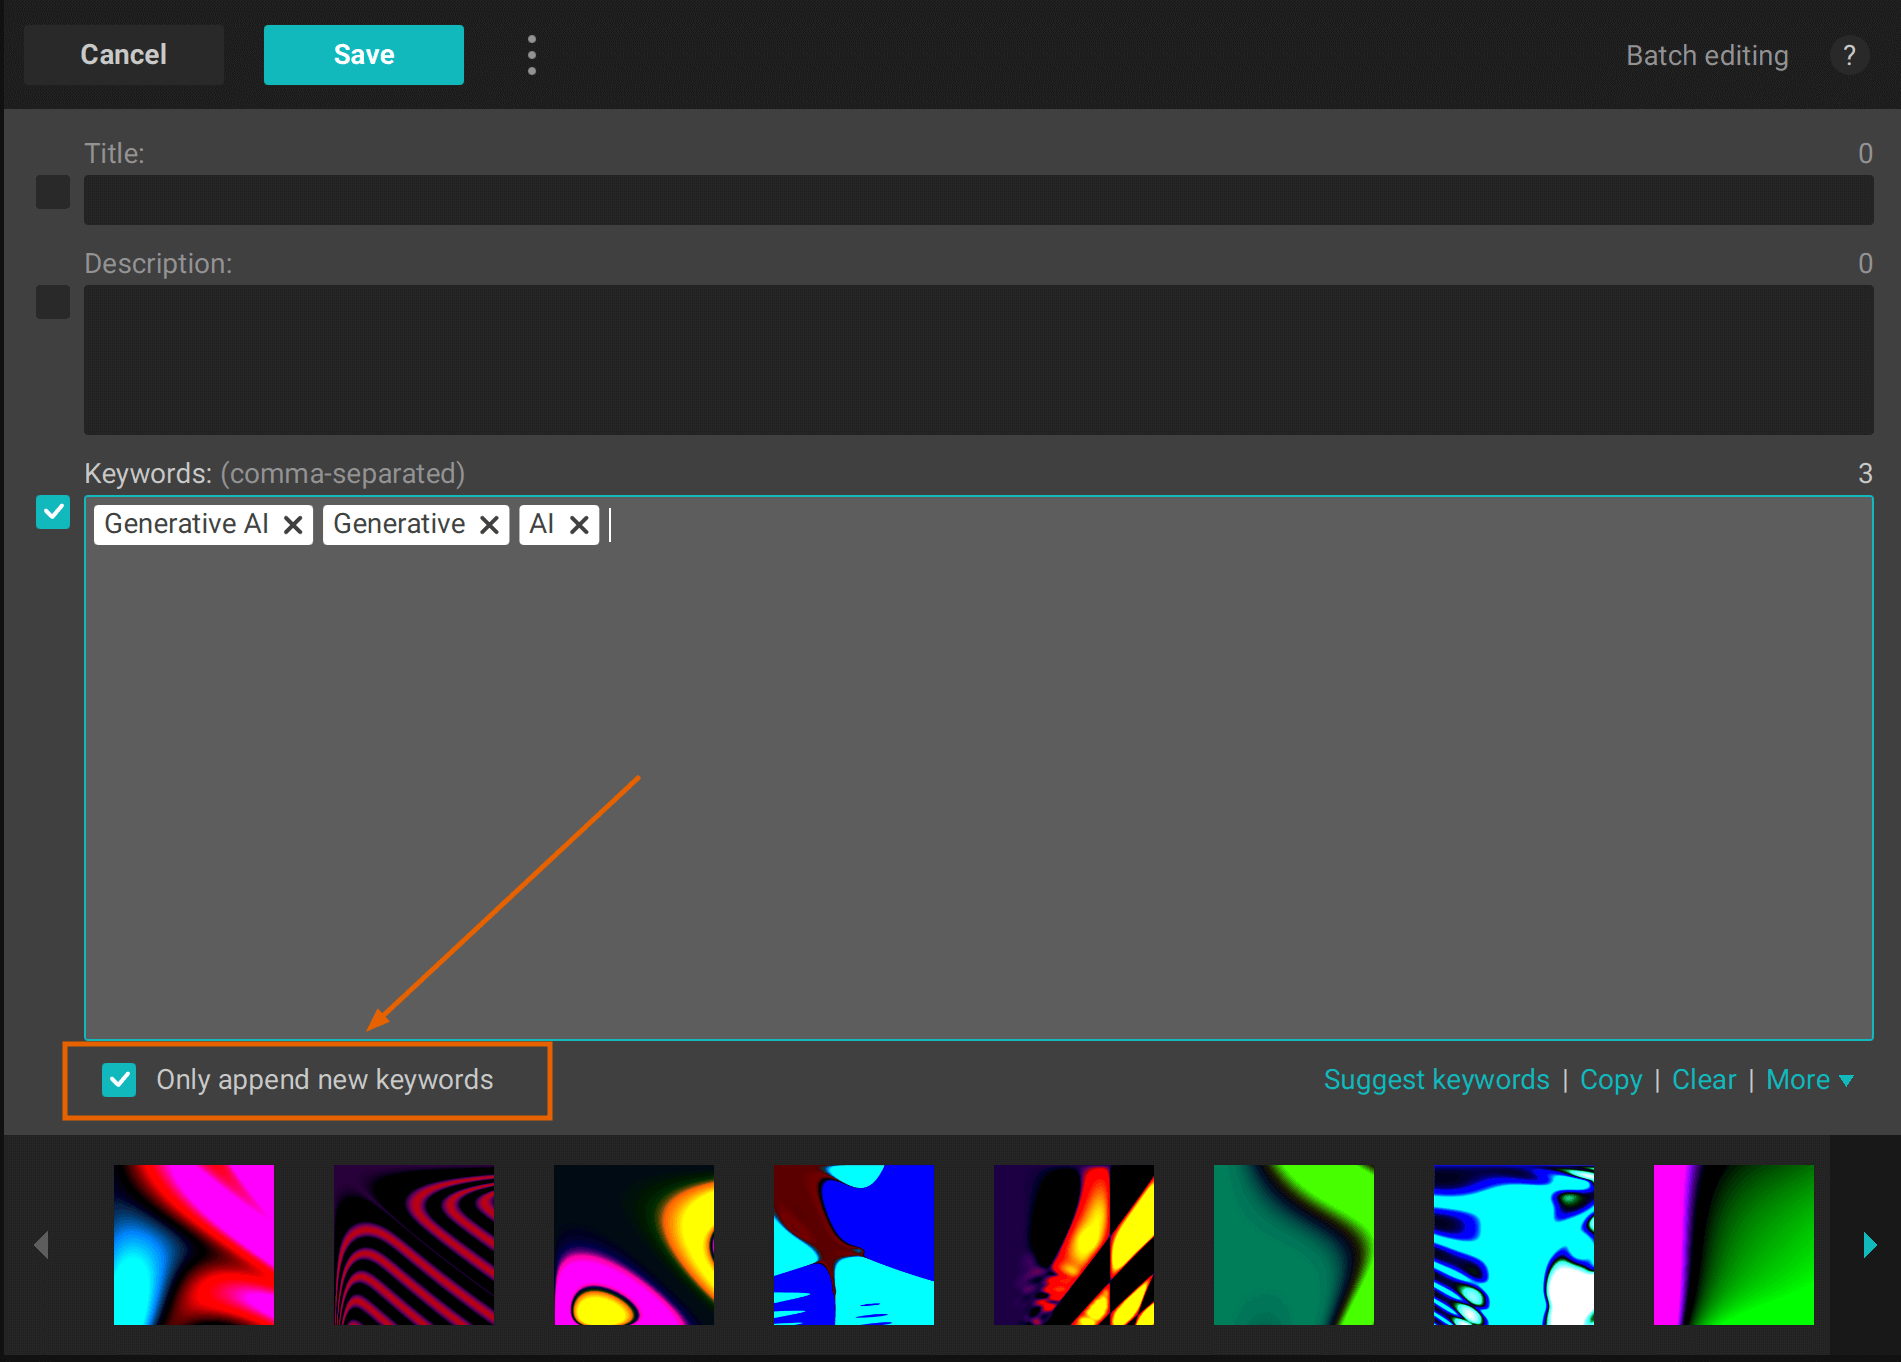 Cancel Save Batch editing ?
Title: 0
Description: 0
Keywords: (comma-separated) 3
Generative AI Generative AI
Only append new keywords Suggest keywords | Copy | Clear | More